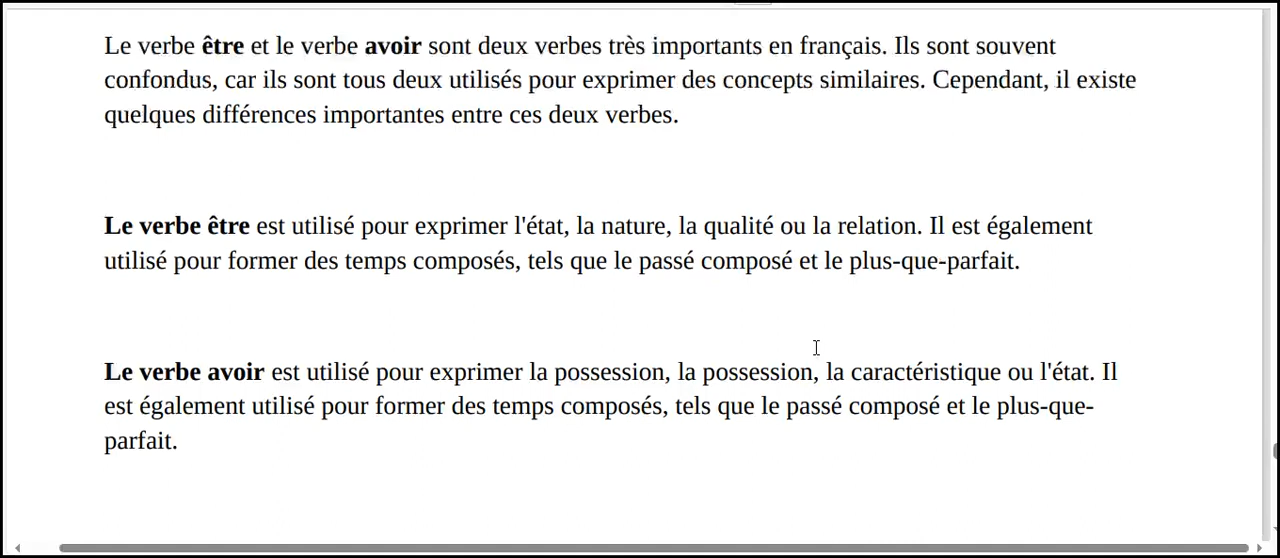 Le verbe être et le verbe avoir sont deux verbes très importants en français. Ils sont souvent
confondus, car ils sont tous deux utilisés pour exprimer des concepts similaires. Cependant, il existe
quelques différences importantes entre ces deux verbes.
Le verbe être est utilisé pour exprimer l'état, la nature, la qualité ou la relation. Il est également
utilisé pour former des temps composés, tels que le passé composé et le plus-que-parfait.
Le verbe avoir est utilisé pour exprimer la possession, la possession, la caractéristique ou l'état. Il
est également utilisé pour former des temps composés, tels que le passé composé et le plus-que-
parfait.